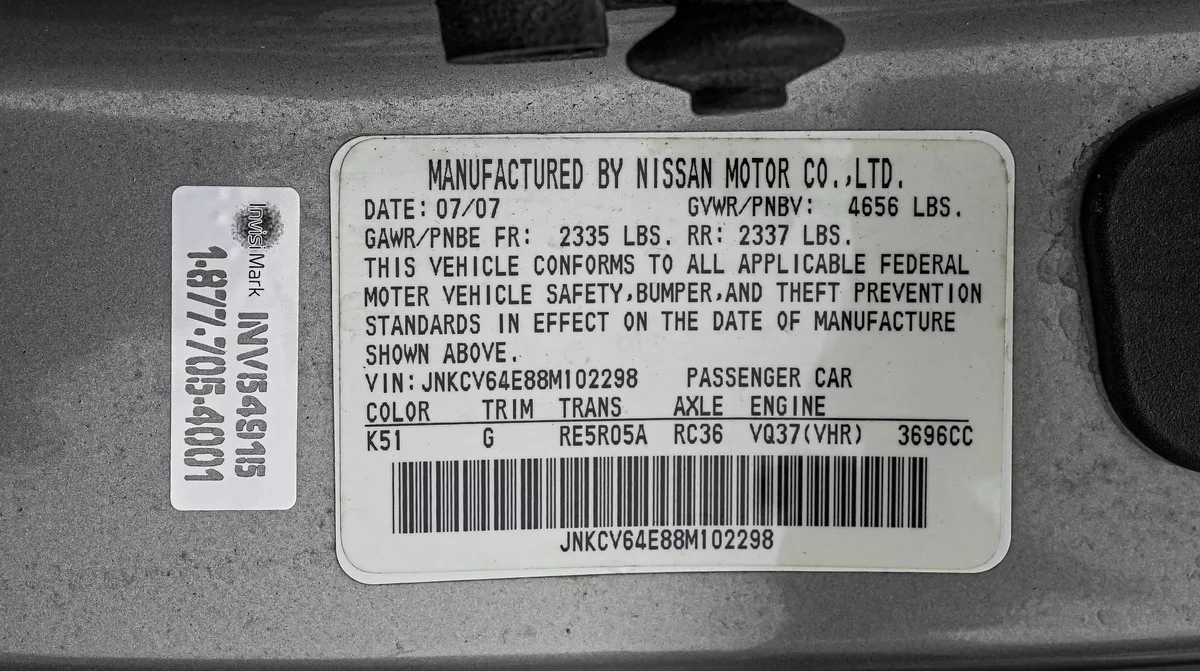 MANUFACTURED BY NISSAN MOTOR CO.,LTD.
DATE: 07/07 GVWR/PNBV: 4656 LBS.
GAWR/PNBE FR: 2335 LBS. RR: 2337 LBS.
THIS VEHICLE CONFORMS TO ALL APPLICABLE FEDERAL
MOTER VEHICLE SAFETY,BUMPER,AND THEFT PREVENTION
STANDARDS IN EFFECT ON THE DATE OF MANUFACTURE
SHOWN ABOVE.
VIN: JNKCV64E88M102298 PASSENGER CAR
COLOR TRIM TRANS AXLE ENGINE
K51 G RE5R05A RC36 VQ37(VHR) 3696CC
JNKCV64E88M102298
InvisiMark
INV54915
1-877-705-4001